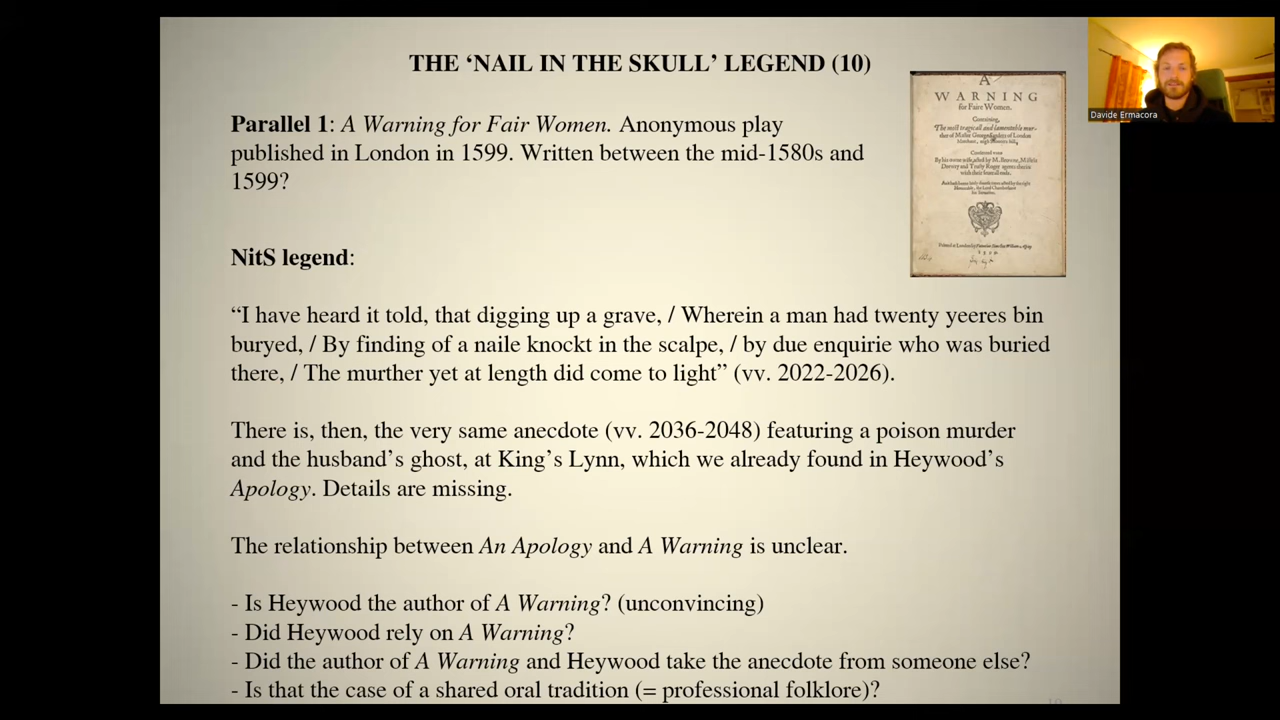 THE ‘NAIL IN THE SKULL’ LEGEND (10)
Parallel 1: A Warning for Fair Women. Anonymous play
published in London in 1599. Written between the mid-1580s and
1599?
A
WARNING
for Faire Women.
Containing,
Davide Ermacora
NitS legend:
“I have heard it told, that digging up a grave, / Wherein a man had twenty yeeres bin
buryed, / By finding of a naile knockt in the scalpe, / by due enquirie who was buried
there, / The murther yet at length did come to light” (vv. 2022-2026).
There is, then, the very same anecdote (vv. 2036-2048) featuring a poison murder
and the husband’s ghost, at King’s Lynn, which we already found in Heywood’s
Apology. Details are missing.
The relationship between An Apology and A Warning is unclear.
- Is Heywood the author of A Warning? (unconvincing)
- Did Heywood rely on A Warning?
- Did the author of A Warning and Heywood take the anecdote from someone else?
- Is that the case of a shared oral tradition (= professional folklore)?